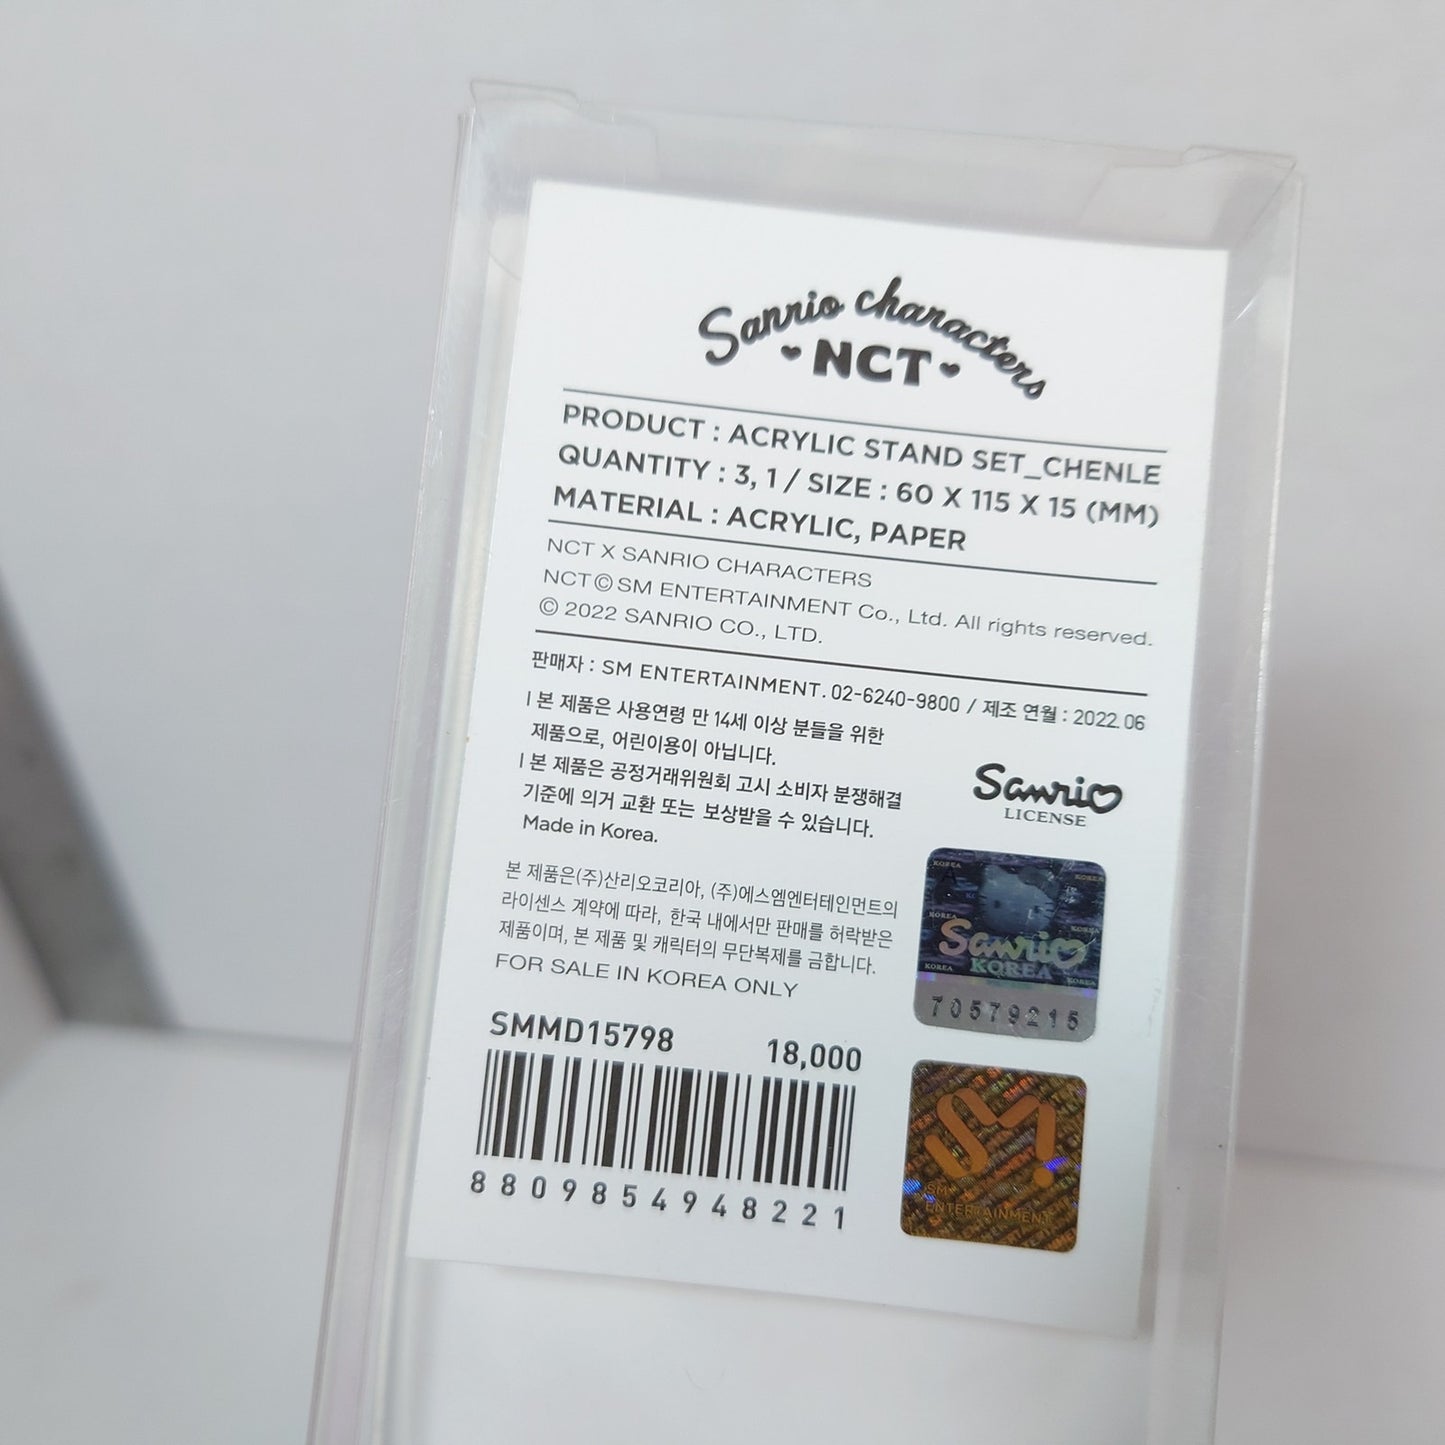 Sanrio characters
NCT
PRODUCT : ACRYLIC STAND SET_CHENLE
QUANTITY : 3, 1 / SIZE : 60 X 115 X 15 (MM)
MATERIAL : ACRYLIC, PAPER
NCT X SANRIO CHARACTERS
NCT©SM ENTERTAINMENT Co., Ltd. All rights reserved.
© 2022 SANRIO CO., LTD.
판매자 : SM ENTERTAINMENT. 02-6240-9800 / 제조 연월 : 2022. 06
| 본 제품은 사용연령 만 14세 이상 분들을 위한
제품으로, 어린이용이 아닙니다.
| 본 제품은 공정거래위원회 고시 소비자 분쟁해결
기준에 의거 교환 또는 보상받을 수 있습니다.
Made in Korea.
Sanrio
LICENSE
본 제품은(주)산리오코리아, (주)에스엠엔터테인먼트의
라이센스 계약에 따라, 한국 내에서만 판매를 허락받은
제품이며, 본 제품 및 캐릭터의 무단복제를 금합니다.
FOR SALE IN KOREA ONLY
Sanrio
KOREA
70579215
SMMD15798 18,000
8809854948221
SM
SM
ENTERTAINMENT